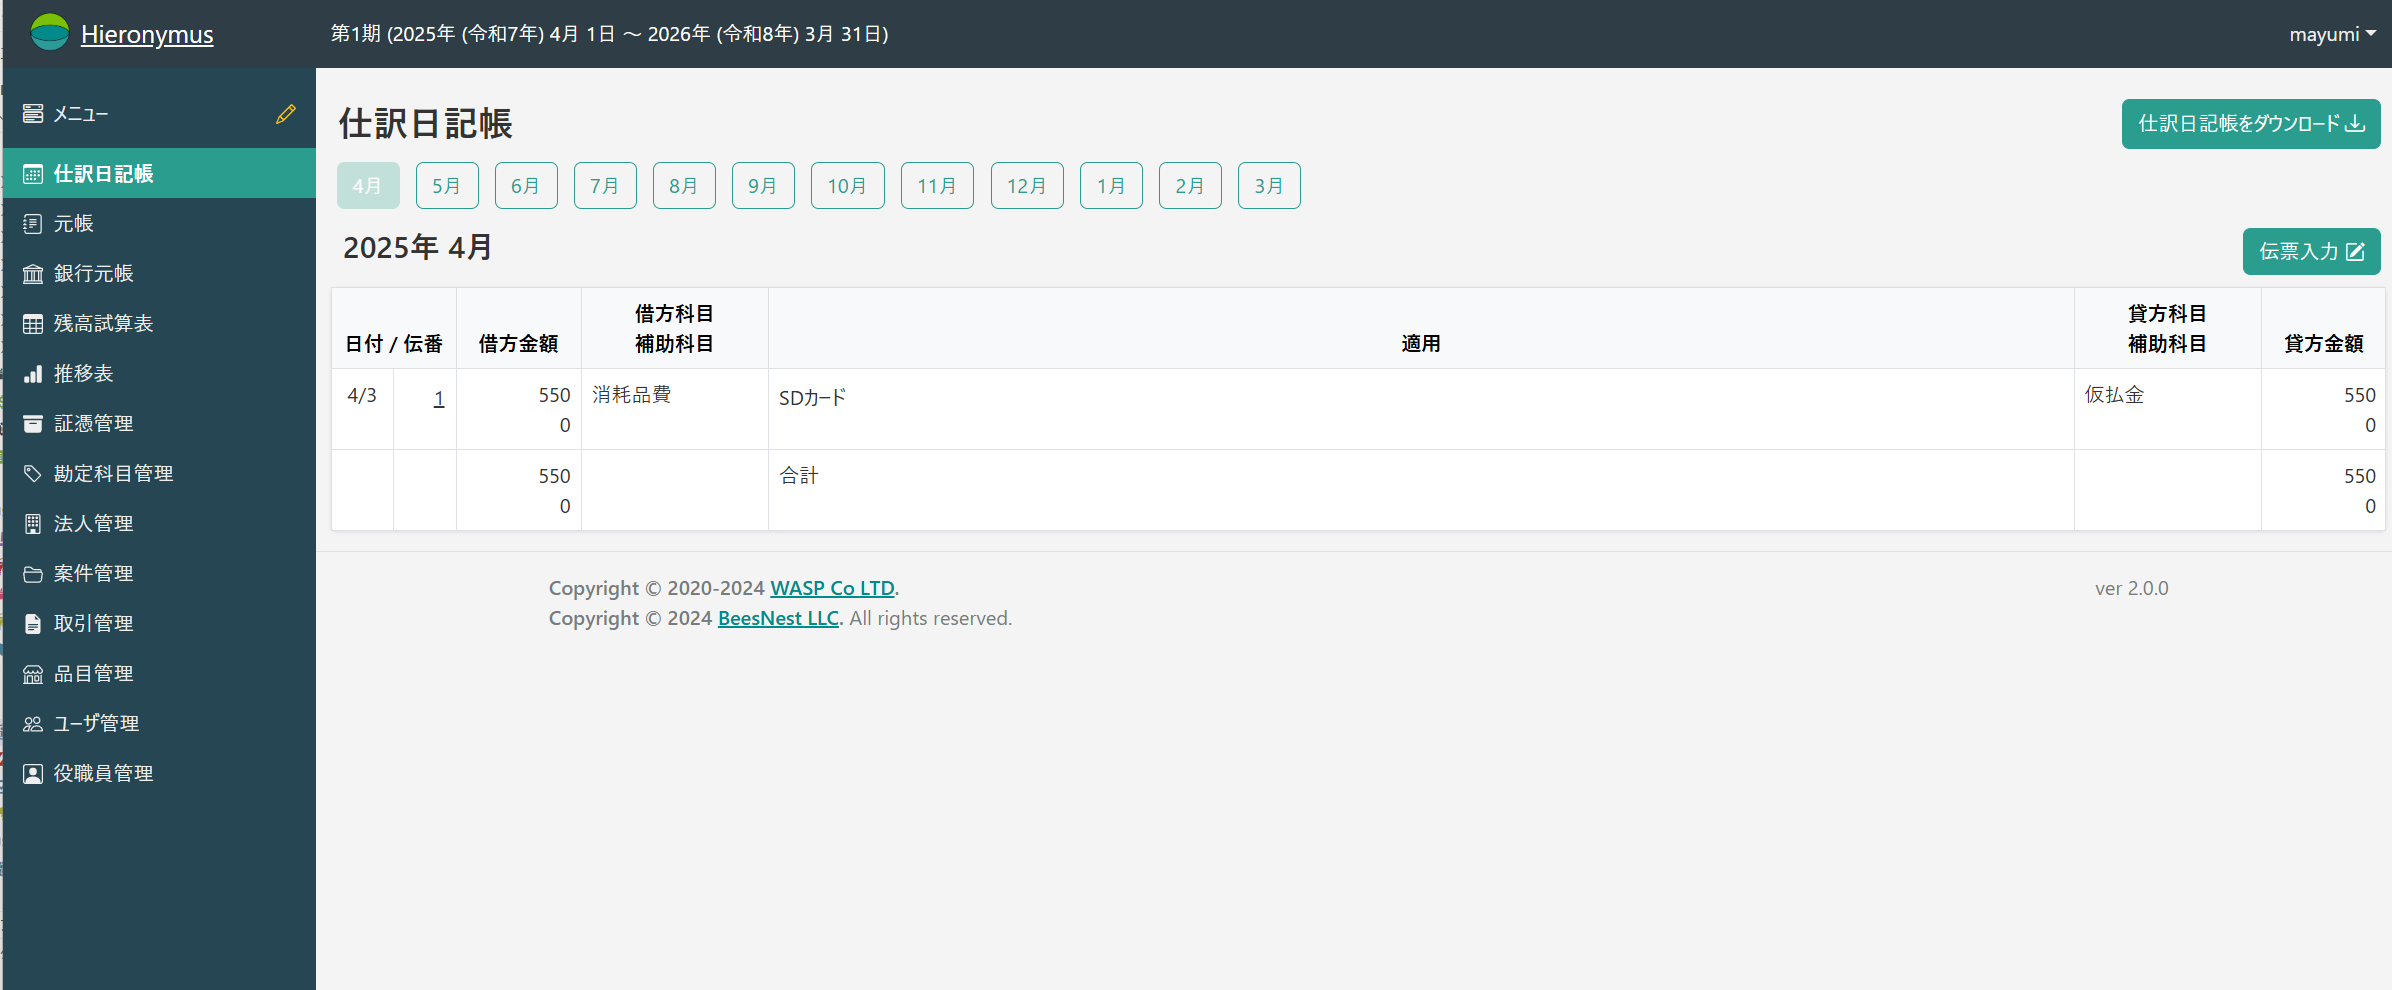 Hieronymus
第1期 (2025年 (令和7年) 4月 1日 ～ 2026年 (令和8年) 3月 31日)
mayumi
メニュー
仕訳日記帳
元帳
銀行元帳
残高試算表
推移表
証憑管理
勘定科目管理
法人管理
案件管理
取引管理
品目管理
ユーザ管理
役職員管理
仕訳日記帳
仕訳日記帳をダウンロード
4月 5月 6月 7月 8月 9月 10月 11月 12月 1月 2月 3月
2025年 4月
伝票入力
借方科目 貸方科目
日付 / 伝番 借方金額 補助科目 適用 補助科目 貸方金額
4/3 1 550 消耗品費 SDカード 仮払金 550
0 0
550 合計 550
0 0
Copyright © 2020-2024 WASP Co LTD. ver 2.0.0
Copyright © 2024 BeesNest LLC. All rights reserved.